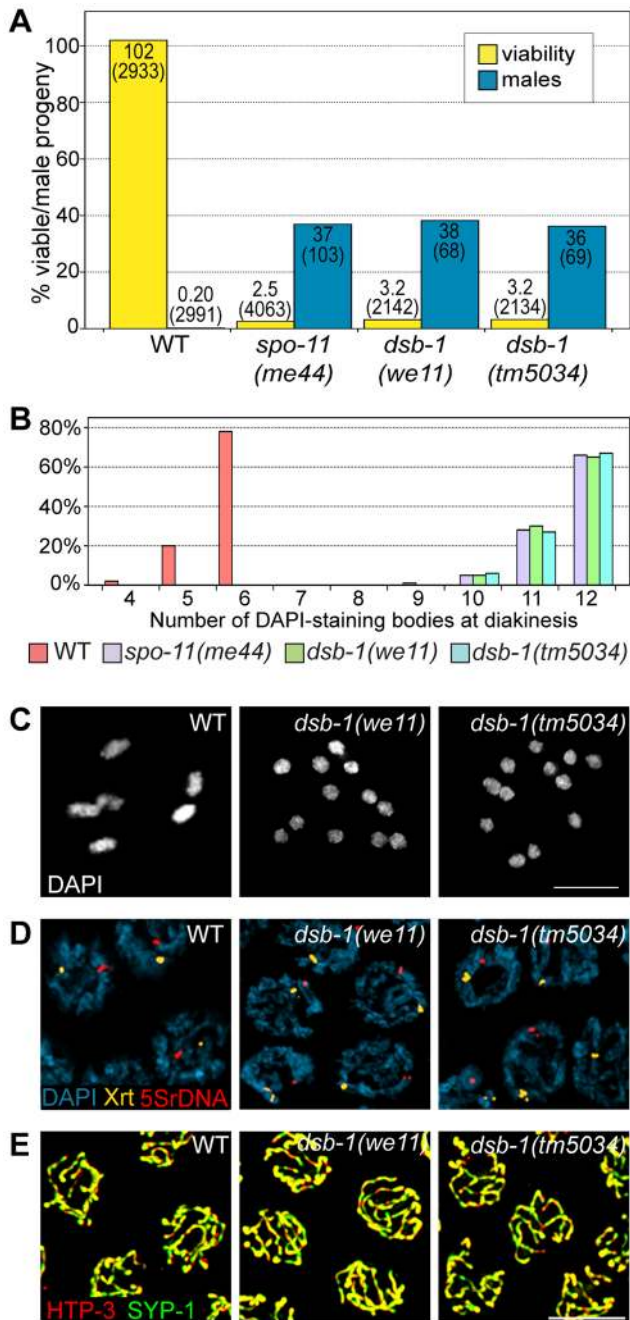 A
% viable/male progeny
100
80
60
40
20
0
viability
males
102
(2933)
0.20
(2991)
2.5
(4063)
37
(103)
3.2
(2142)
38
(68)
3.2
(2134)
36
(69)
WT
spo-11
(me44)
dsb-1
(we11)
dsb-1
(tm5034)
B
80%
60%
40%
20%
0%
4 5 6 7 8 9 10 11 12
Number of DAPI-staining bodies at diakinesis
WT spo-11(me44) dsb-1(we11) dsb-1(tm5034)
C
WT
dsb-1(we11)
dsb-1(tm5034)
DAPI
D
WT
dsb-1(we11)
dsb-1(tm5034)
DAPI Xrt 5SrDNA
E
WT
dsb-1(we11)
dsb-1(tm5034)
HTP-3 SYP-1